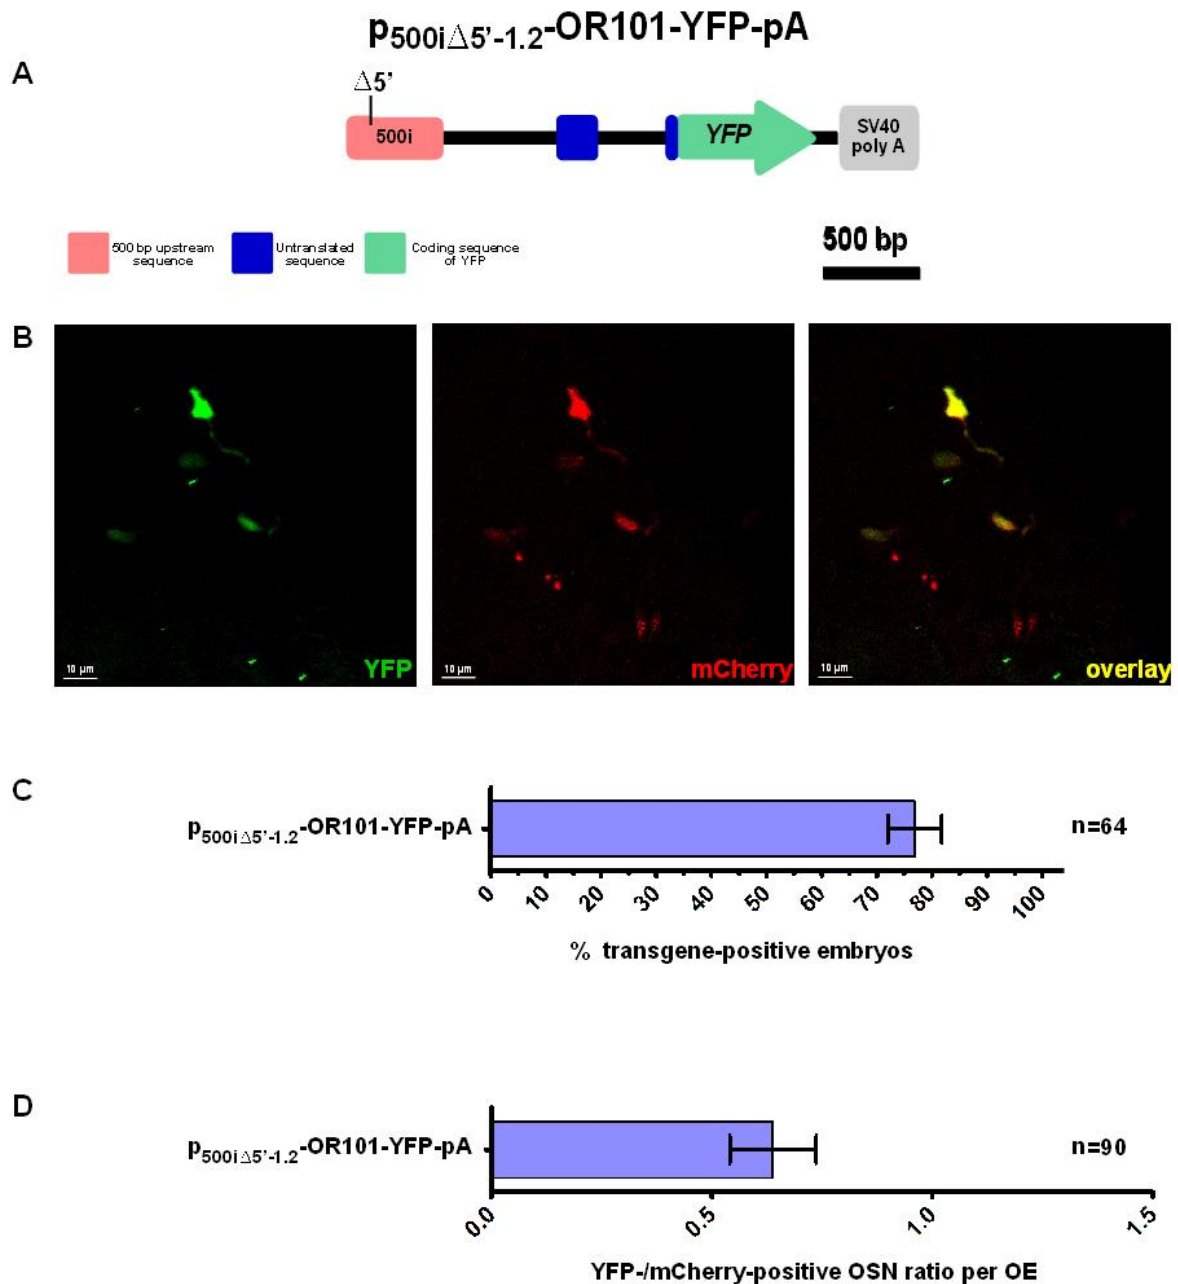 p500iΔ5’-1.2-OR101-YFP-pA
A
Δ5’
500i
YFP
SV40
poly A
500 bp upstream
sequence
Untranslated
sequence
Coding sequence
of YFP
500 bp
B
10 µm
YFP
10 µm
mCherry
10 µm
overlay
C
p500iΔ5’-1.2-OR101-YFP-pA
n=64
0 10 20 30 40 50 60 70 80 90 100
% transgene-positive embryos
D
p500iΔ5’-1.2-OR101-YFP-pA
n=90
0.0 0.5 1.0 1.5
YFP-/mCherry-positive OSN ratio per OE